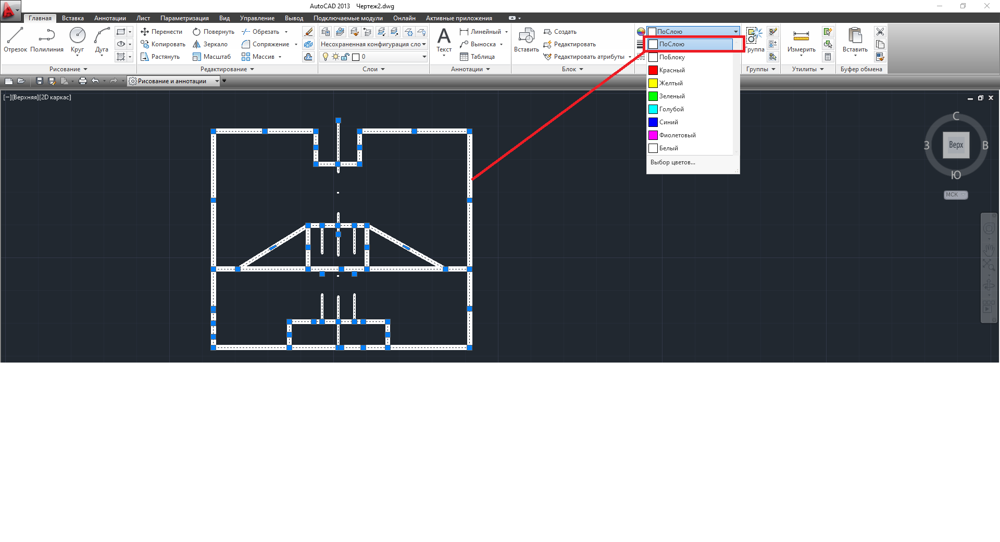 AutoCAD 2013 Чертеж2.dwg
Главная Вставка Аннотации Лист Параметризация Вид Управление Вывод Подключаемые модули Онлайн Активные приложения
Отрезок Полилиния Круг Дуга
Рисование
Перенести Повернуть Обрезать
Копировать Зеркало Сопряжение
Растянуть Масштаб Массив
Редактирование
Несохраненная конфигурация сло
0
Слои
A
Текст
Линейный
Выноска
Таблица
Аннотации
Вставить
Создать
Редактировать
Редактировать атрибуты
Блок
ПоСлою
ПоСлою
ПоБлоку
Красный
Желтый
Зеленый
Голубой
Синий
Фиолетовый
Белый
Выбор цветов...
руппа
Группы
Измерить
Утилиты
Вставить
Буфер обмена
Рисование и аннотации
[−][Верхняя][2D каркас]
С
З Верх В
Ю
МСК